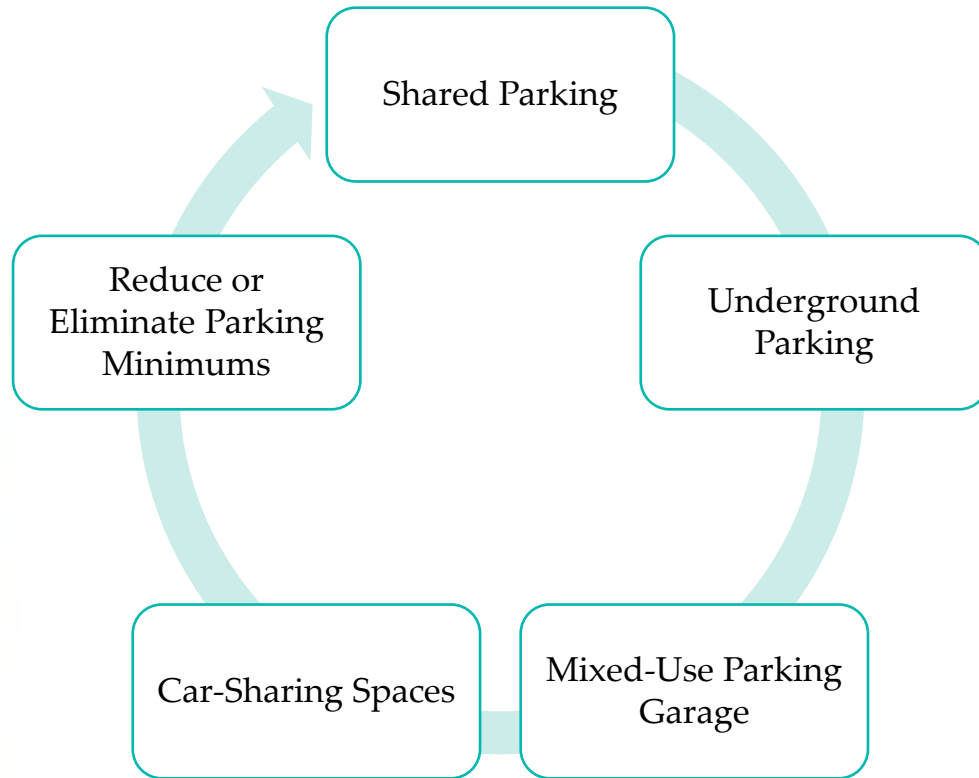 Shared Parking
Underground
Parking
Mixed-Use Parking
Garage
Car-Sharing Spaces
Reduce or
Eliminate Parking
Minimums